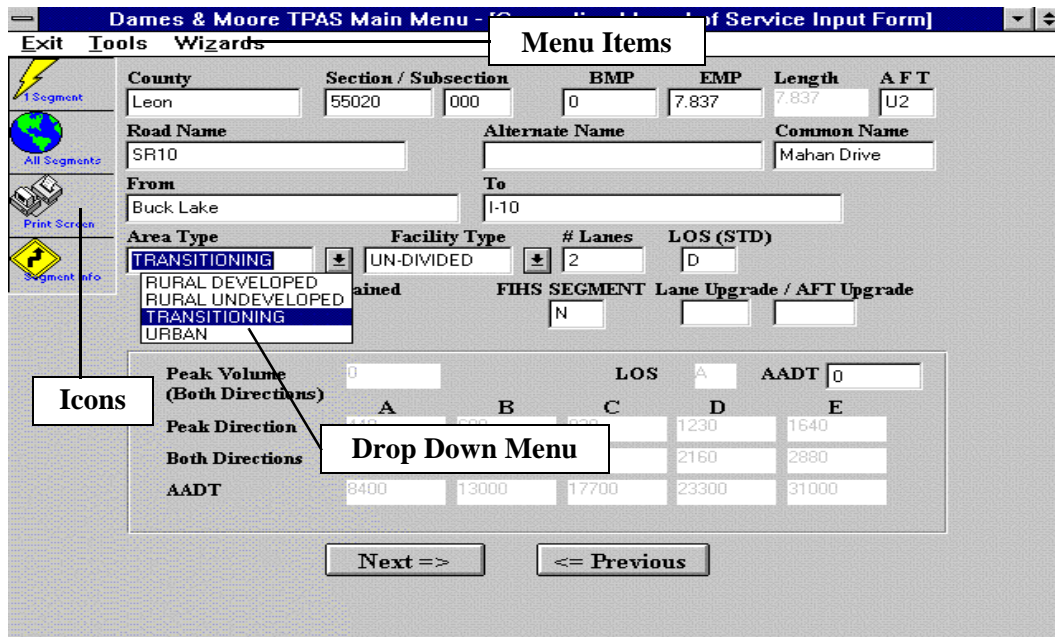 Dames & Moore TPAS Main Menu - of Service Input Form]
Exit Tools Wizards
Menu Items
1 Segment
All Segments
Print Screen
Segment Info
County Section / Subsection BMP EMP Length A F T
Leon 55020 000 0 7.837 7.837 U2
Road Name Alternate Name Common Name
SR10 Mahan Drive
From To
Buck Lake I-10
Area Type Facility Type # Lanes LOS (STD)
TRANSITIONING UN-DIVIDED 2 D
RURAL DEVELOPED
RURAL UNDEVELOPED
TRANSITIONING
URBAN
ained FIHS SEGMENT Lane Upgrade / AFT Upgrade
N
Icons
Peak Volume 0 LOS A AADT 0
(Both Directions)
A B C D E
Peak Direction 1230 1640
Drop Down Menu
Both Directions 2160 2880
AADT 8400 13000 17700 23300 31000
Next => <= Previous